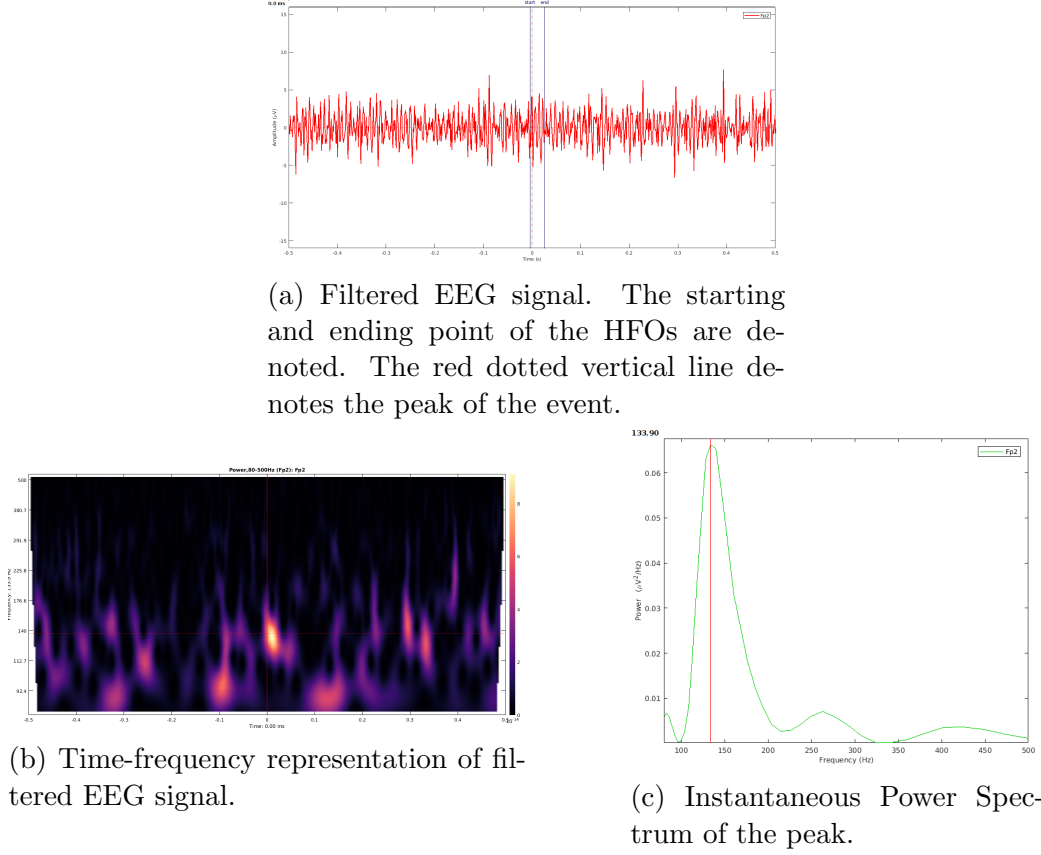 0.0 ms
start end
Fp2
15
10
5
0
-5
-10
-15
Amplitude (μV)
-0.5 -0.4 -0.3 -0.2 -0.1 0 0.1 0.2 0.3 0.4 0.5
Time (s)
(a) Filtered EEG signal. The starting
and ending point of the HFOs are de-
noted. The red dotted vertical line de-
notes the peak of the event.
Power,80-500Hz (Fp2): Fp2
500
380.7
291.9
225.8
176.6
140
112.7
92.4
8
6
4
2
0
-0.5 -0.4 -0.3 -0.2 -0.1 0 0.1 0.2 0.3 0.4
Time: 0.00 ms
(b) Time-frequency representation of fil-
tered EEG signal.
133.90
Fp2
0.06
0.05
0.04
0.03
0.02
0.01
Power (μV²/Hz)
100 150 200 250 300 350 400 450 500
Frequency (Hz)
(c) Instantaneous Power Spec-
trum of the peak.